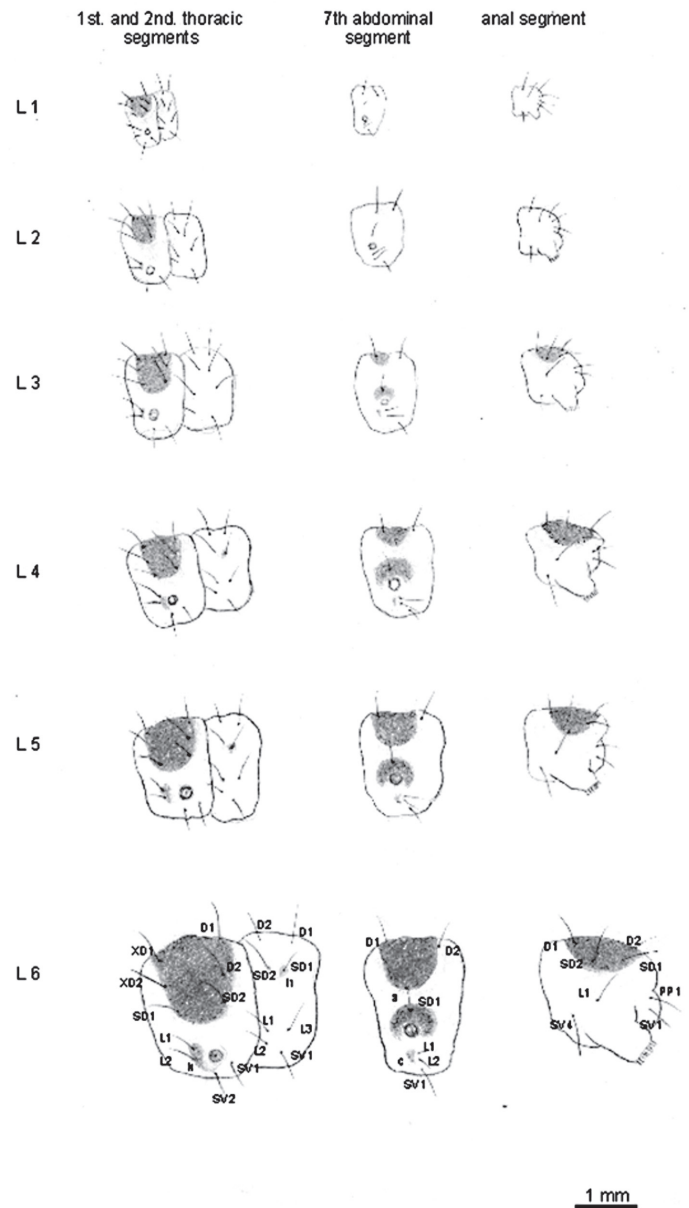 1st. and 2nd. thoracic
segments
7th abdominal
segment
anal segment
L 1
L 2
L 3
L 4
L 5
L 6
XD1
D1
D2
D1
XD2
D2
SD2
SD1
SD2
SD1
L1
L3
L1
L2
L2
k
SV1
SV1
SV2
D1
D2
a
SD1
L1
c
L2
SV1
D1
D2
SD2
SD1
L1
PP1
SV4
SV1
1 mm